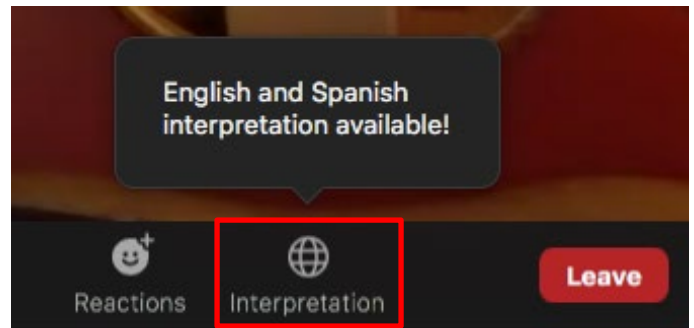 English and Spanish
interpretation available!
Reactions
Interpretation
Leave